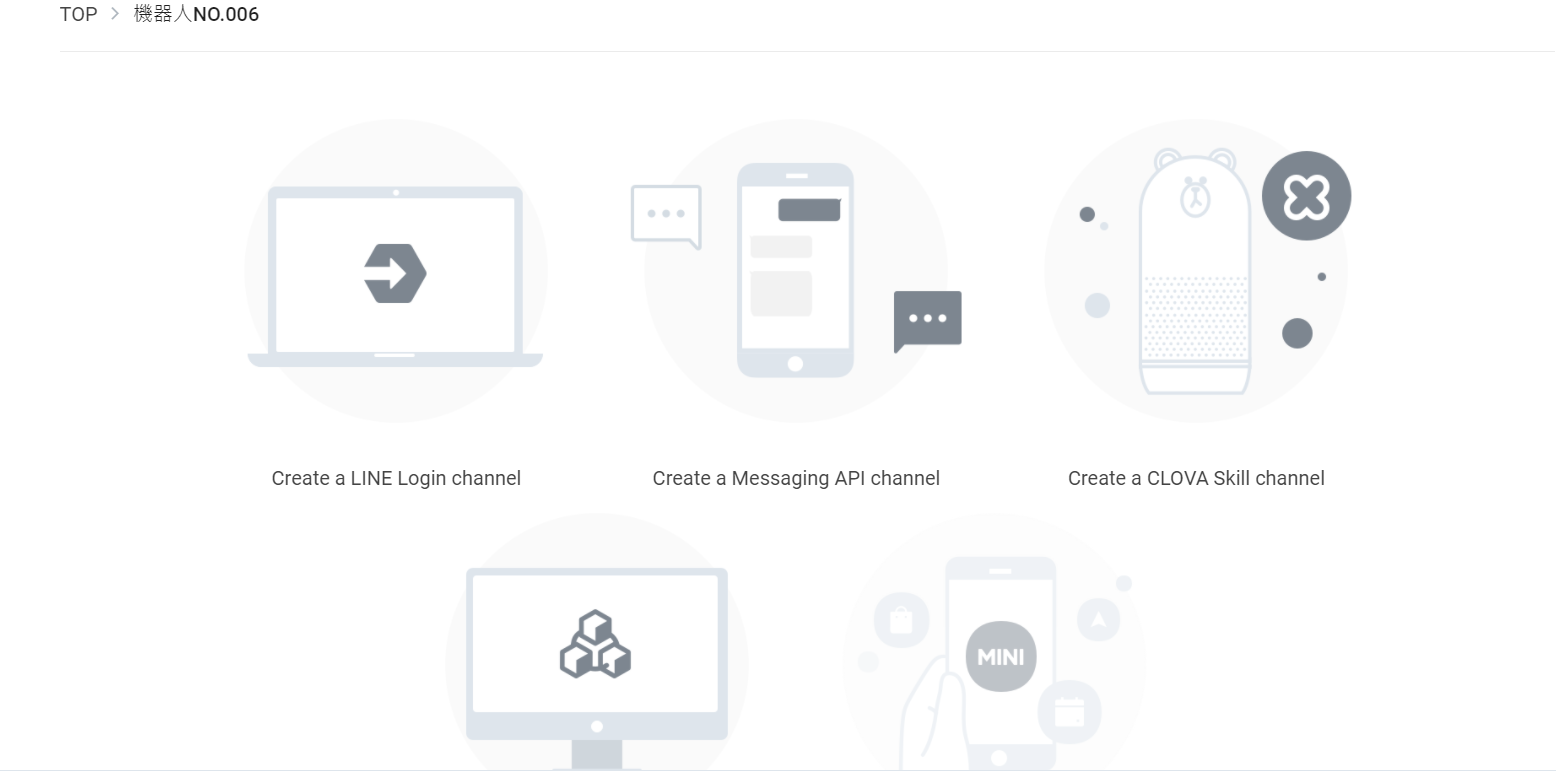 TOP > 機器人NO.006
Create a LINE Login channel
Create a Messaging API channel
Create a CLOVA Skill channel
MINI